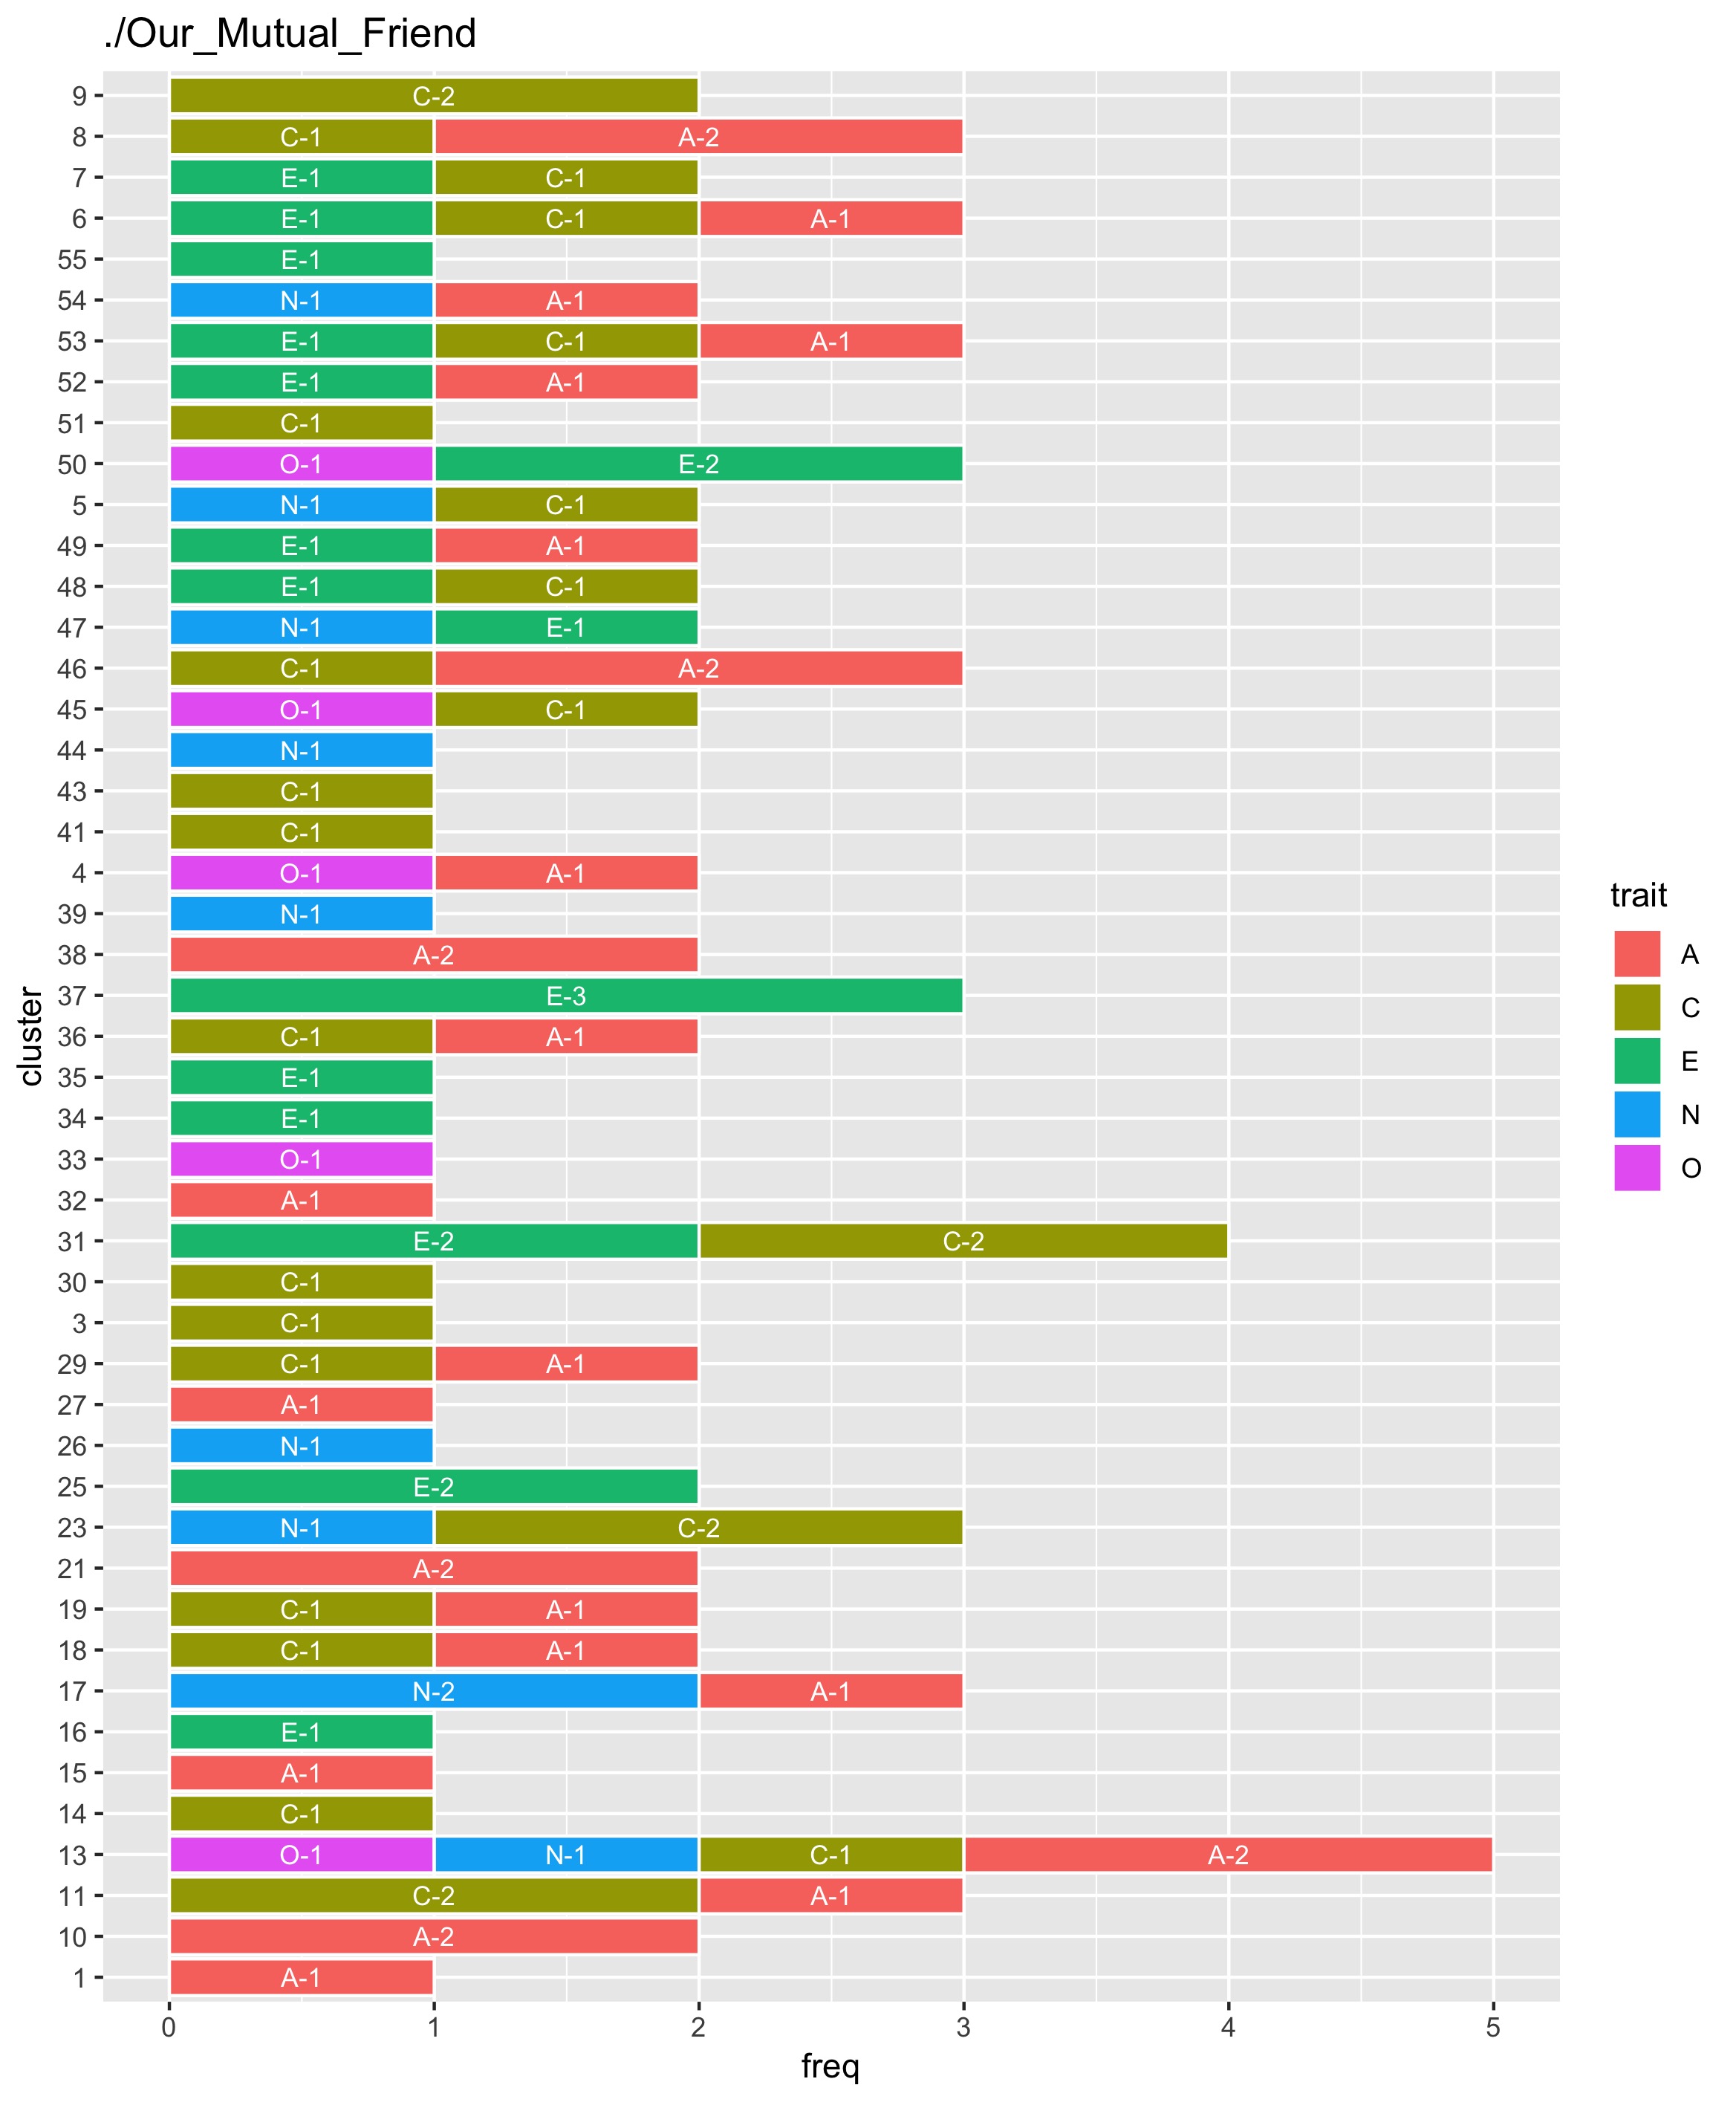 ./Our_Mutual_Friend
9 C-2
8 C-1 A-2
7 E-1 C-1
6 E-1 C-1 A-1
55 E-1
54 N-1 A-1
53 E-1 C-1 A-1
52 E-1 A-1
51 C-1
50 O-1 E-2
5 N-1 C-1
49 E-1 A-1
48 E-1 C-1
47 N-1 E-1
46 C-1 A-2
45 O-1 C-1
44 N-1
43 C-1
41 C-1
4 O-1 A-1
39 N-1
38 A-2
37 E-3
36 C-1 A-1
35 E-1
34 E-1
33 O-1
32 A-1
31 E-2 C-2
30 C-1
3 C-1
29 C-1 A-1
27 A-1
26 N-1
25 E-2
23 N-1 C-2
21 A-2
19 C-1 A-1
18 C-1 A-1
17 N-2 A-1
16 E-1
15 A-1
14 C-1
13 O-1 N-1 C-1 A-2
11 C-2 A-1
10 A-2
1 A-1
0 1 2 3 4 5
freq
cluster
trait
A
C
E
N
O